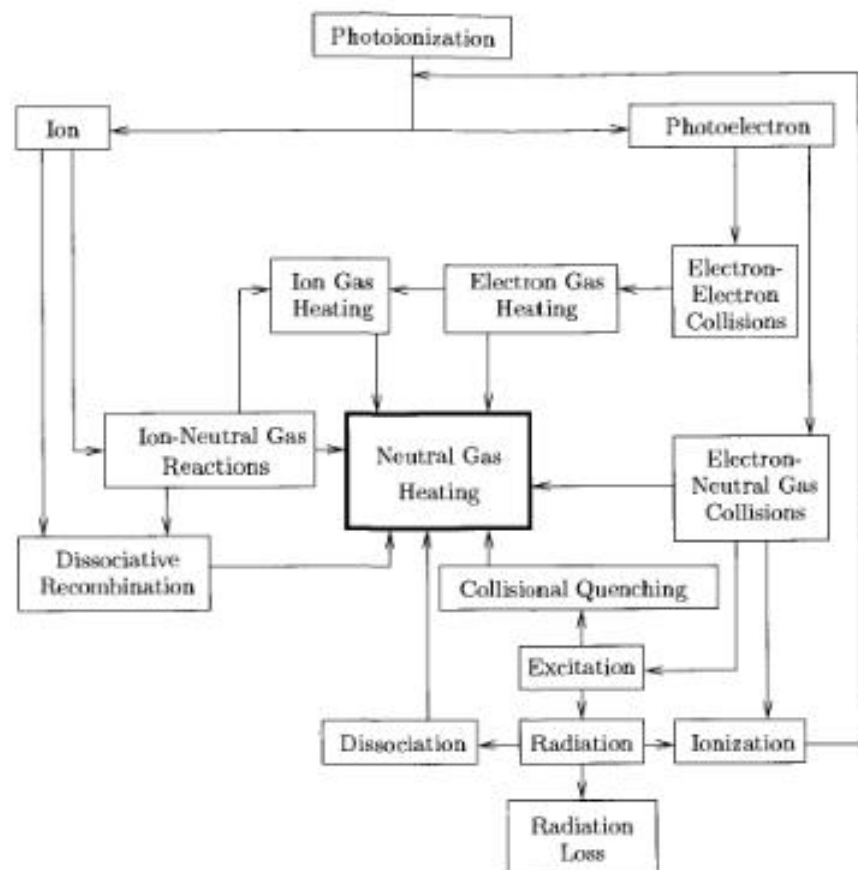 Photoionization
Ion
Photoelectron
Ion Gas
Heating
Electron Gas
Heating
Electron-
Electron
Collisions
Ion-Neutral Gas
Reactions
Neutral Gas
Heating
Electron-
Neutral Gas
Collisions
Dissociative
Recombination
Collisional Quenching
Excitation
Dissociation
Radiation
Ionization
Radiation
Loss